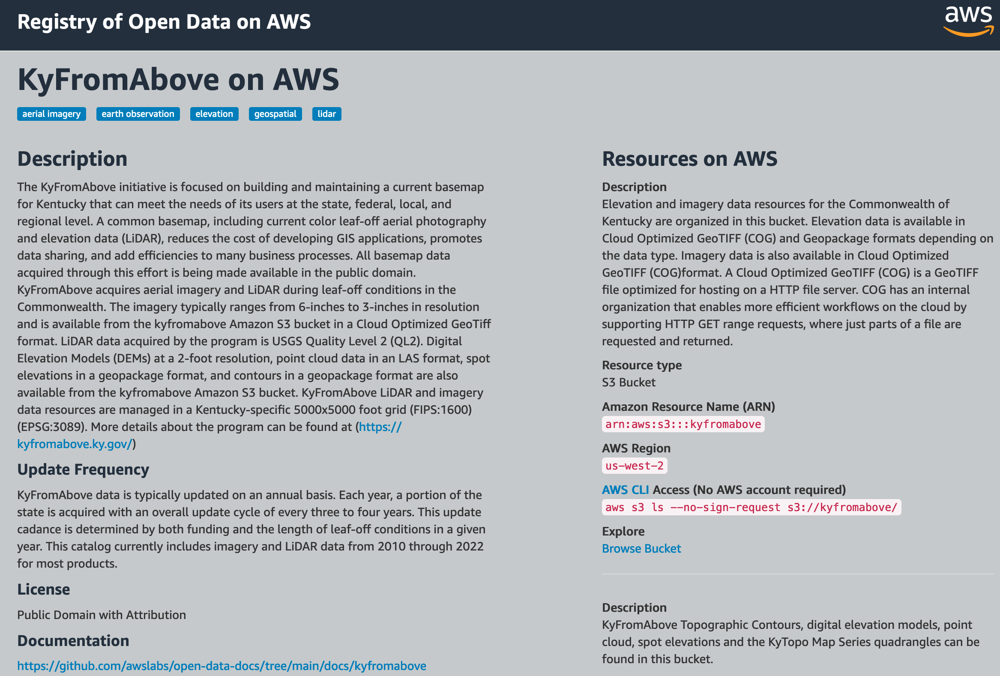 Registry of Open Data on AWS
aws
KyFromAbove on AWS
aerial imagery
earth observation
elevation
geospatial
lidar
Description
The KyFromAbove initiative is focused on building and maintaining a current basemap
for Kentucky that can meet the needs of its users at the state, federal, local, and
regional level. A common basemap, including current color leaf-off aerial photography
and elevation data (LiDAR), reduces the cost of developing GIS applications, promotes
data sharing, and add efficiencies to many business processes. All basemap data
acquired through this effort is being made available in the public domain.
KyFromAbove acquires aerial imagery and LiDAR during leaf-off conditions in the
Commonwealth. The imagery typically ranges from 6-inches to 3-inches in resolution
and is available from the kyfromabove Amazon S3 bucket in a Cloud Optimized GeoTiff
format. LiDAR data acquired by the program is USGS Quality Level 2 (QL2). Digital
Elevation Models (DEMs) at a 2-foot resolution, point cloud data in an LAS format, spot
elevations in a geopackage format, and contours in a geopackage format are also
available from the kyfromabove Amazon S3 bucket. KyFromAbove LiDAR and imagery
data resources are managed in a Kentucky-specific 5000x5000 foot grid (FIPS:1600)
(EPSG:3089). More details about the program can be found at (https://
kyfromabove.ky.gov/)
Update Frequency
KyFromAbove data is typically updated on an annual basis. Each year, a portion of the
state is acquired with an overall update cycle of every three to four years. This update
cadance is determined by both funding and the length of leaf-off conditions in a given
year. This catalog currently includes imagery and LiDAR data from 2010 through 2022
for most products.
License
Public Domain with Attribution
Documentation
https://github.com/awslabs/open-data-docs/tree/main/docs/kyfromabove
Resources on AWS
Description
Elevation and imagery data resources for the Commonwealth of
Kentucky are organized in this bucket. Elevation data is available in
Cloud Optimized GeoTIFF (COG) and Geopackage formats depending on
the data type. Imagery data is also available in Cloud Optimized
GeoTIFF (COG)format. A Cloud Optimized GeoTIFF (COG) is a GeoTIFF
file optimized for hosting on a HTTP file server. COG has an internal
organization that enables more efficient workflows on the cloud by
supporting HTTP GET range requests, where just parts of a file are
requested and returned.
Resource type
S3 Bucket
Amazon Resource Name (ARN)
arn:aws:s3:::kyfromabove
AWS Region
us-west-2
AWS CLI Access (No AWS account required)
aws s3 ls --no-sign-request s3://kyfromabove/
Explore
Browse Bucket
Description
KyFromAbove Topographic Contours, digital elevation models, point
cloud, spot elevations and the KyTopo Map Series quadrangles can be
found in this bucket.